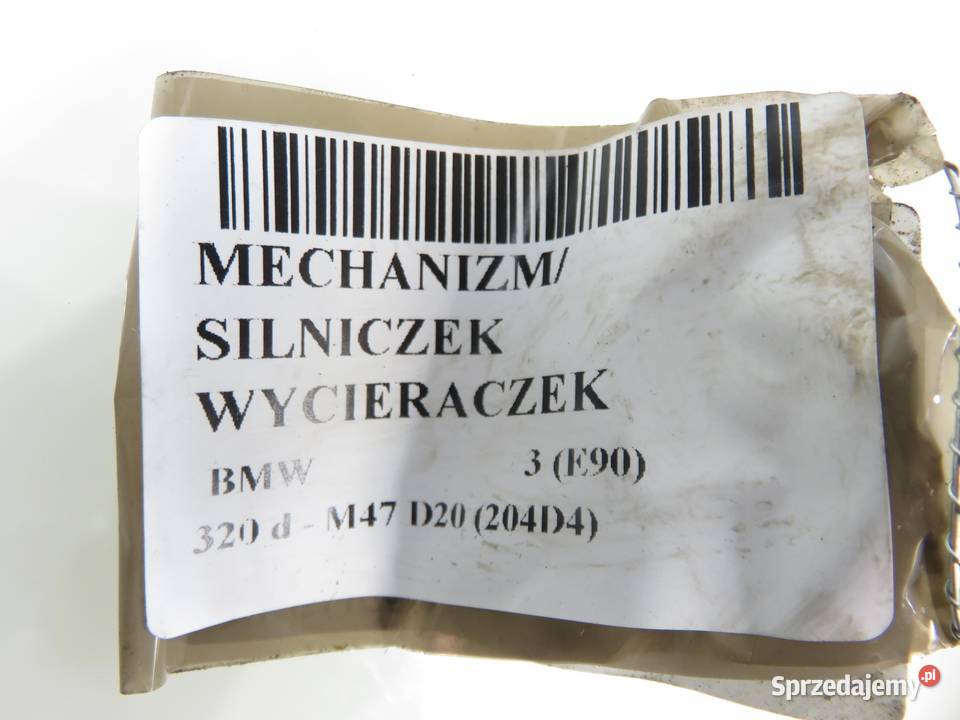 MECHANIZM/
SILNICZEK
WYCIERACZEK
BMW 3 (E90)
320 d - M47 D20 (204D4)
Sprzedajemy.pl